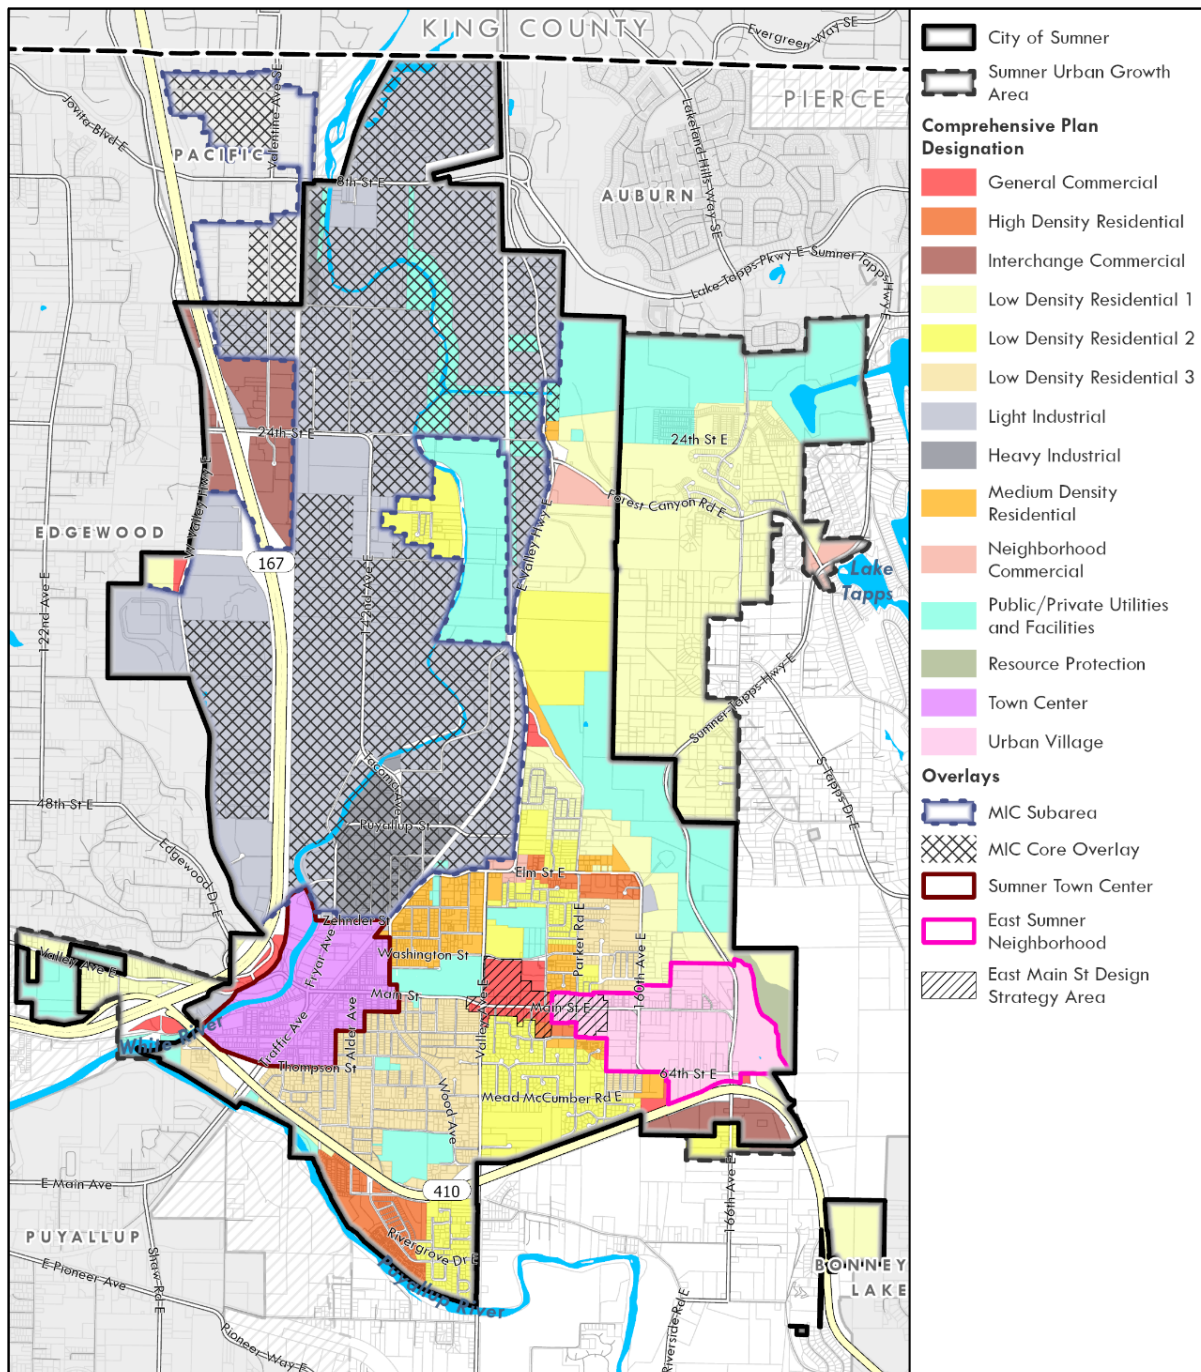 KING COUNTY
Evergreen Way SE
PIERCE C
Jovita Blvd E
Valentine Ave SE
PACIFIC
8th St E
Lakeland Hills Way SE
AUBURN
Lake Tapps Pkwy E
Sumner Tapps Hwy E
24th St E
24th St E
W Valley Hwy E
E Valley Hwy E
Forest Canyon Rd E
EDGEWOOD
167
122nd Ave E
142nd Ave E
Lake
Tapps
Sumner-Tapps Hwy E
S Tapps Dr E
Tacoma Ave
Puyallup St
48th St E
Edgewood Dr E
Elm St E
Zehnder St
Fryar Ave
Washington St
Parker Rd E
160th Ave E
Valley Ave E
Main St
Main St E
Valley Ave E
White River
Traffic Ave
Alder Ave
Thompson St
64th St E
Wood Ave
Mead McCumber Rd E
E Main Ave
410
166th Ave E
PUYALLUP
Shaw Rd E
Rivergrove Dr E
E Pioneer Ave
Puyallup River
Pioneer Way E
Riverside Rd E
BONNEY
LAKE
City of Sumner
Sumner Urban Growth
Area
Comprehensive Plan
Designation
General Commercial
High Density Residential
Interchange Commercial
Low Density Residential 1
Low Density Residential 2
Low Density Residential 3
Light Industrial
Heavy Industrial
Medium Density
Residential
Neighborhood
Commercial
Public/Private Utilities
and Facilities
Resource Protection
Town Center
Urban Village
Overlays
MIC Subarea
MIC Core Overlay
Sumner Town Center
East Sumner
Neighborhood
East Main St Design
Strategy Area